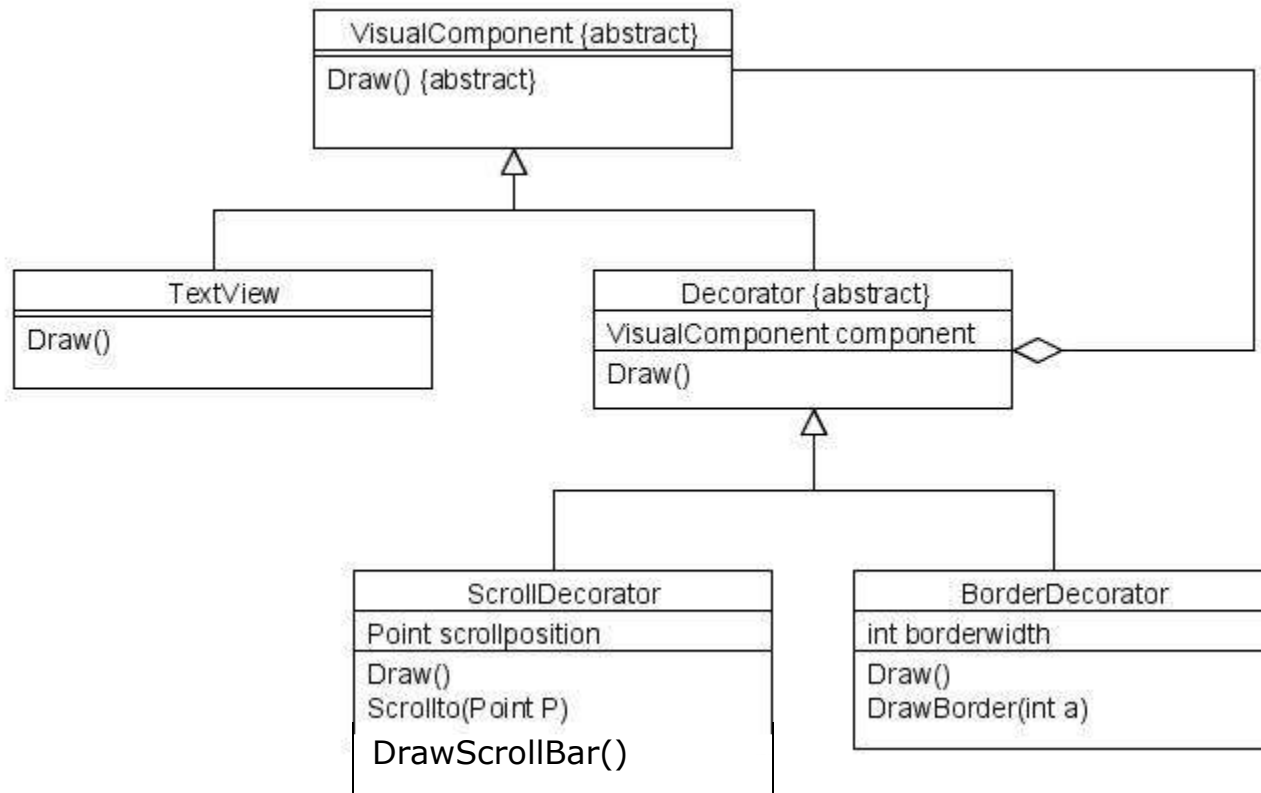 VisualComponent {abstract}
Draw() {abstract}
TextView
Draw()
Decorator {abstract}
VisualComponent component
Draw()
ScrollDecorator
Point scrollposition
Draw()
Scrollto(Point P)
DrawScrollBar()
BorderDecorator
int borderwidth
Draw()
DrawBorder(int a)